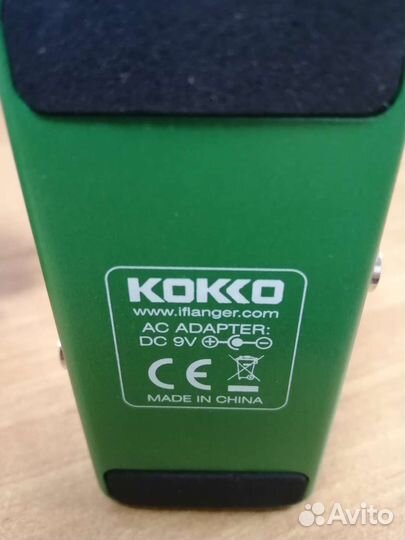 KOKKO
www.iflanger.com
AC ADAPTER:
DC 9V
CE
MADE IN CHINA
Avito